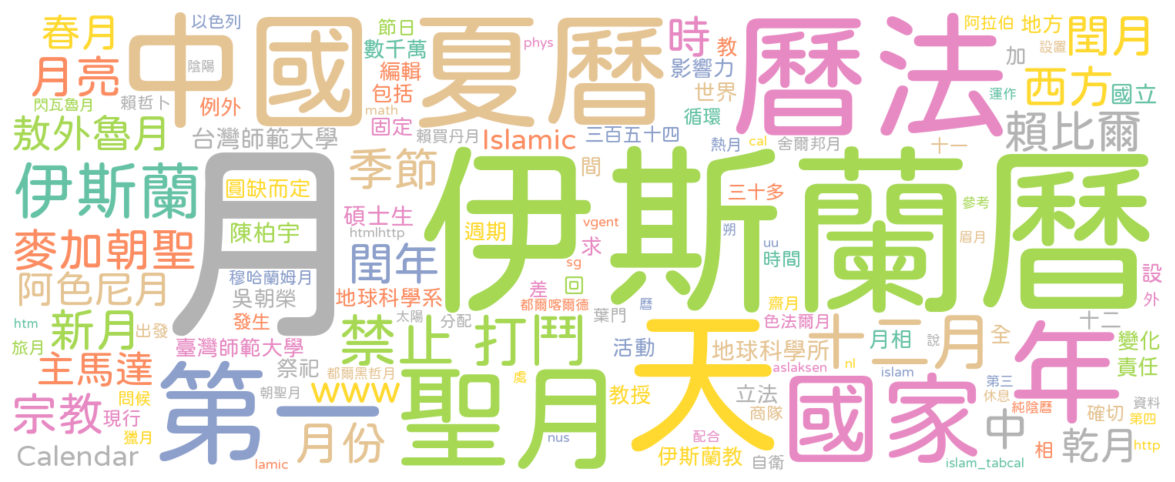 春月 中 國 夏 曆 曆 法
以色列 節日 phys 時 阿拉伯 地方 閏月
陰陽 數千萬 教 加 設置
月亮 編輯 影響力 西方 國立
閃瓦魯月 賴哲卜 例外 包括 世界 運作
敖外魯月 math 固定 循環 賴比爾
台灣師範大學 賴買丹月 Islamic 三百五十四 熱月 cal 舍爾邦月 十一
伊斯蘭 月 季節 伊斯蘭曆
圓缺而定 間 三十多
碩士生 vgent 參考
陳柏宇 htmlhttp 週期 求 朔 uu 眉月
麥加朝聖 閏年 時間
穆哈蘭姆月 sg 設
阿色尼月 吳朝榮 地球科學系 差 回 齋月 外
都爾喀爾德 曆
新月 發生 太陽 分配 葉門 色法爾月 十二
htm 出發 禁止 打鬥 天 十二月 年
旅月 臺灣師範大學 活動 地球科學所 月相 說 全 變化
主馬達 祭祀 都爾黑哲月 處 aslaksen nl islam 責任
第一 朝聖月 www 聖月 教授 立法 國家 第三
宗教 現行 商隊 休息 純陰曆 確切 資料
問候 月份 中 第四
獵月 nus 配合 相 乾月 http
Calendar lamic 伊斯蘭教 自衛 islam_tabcal